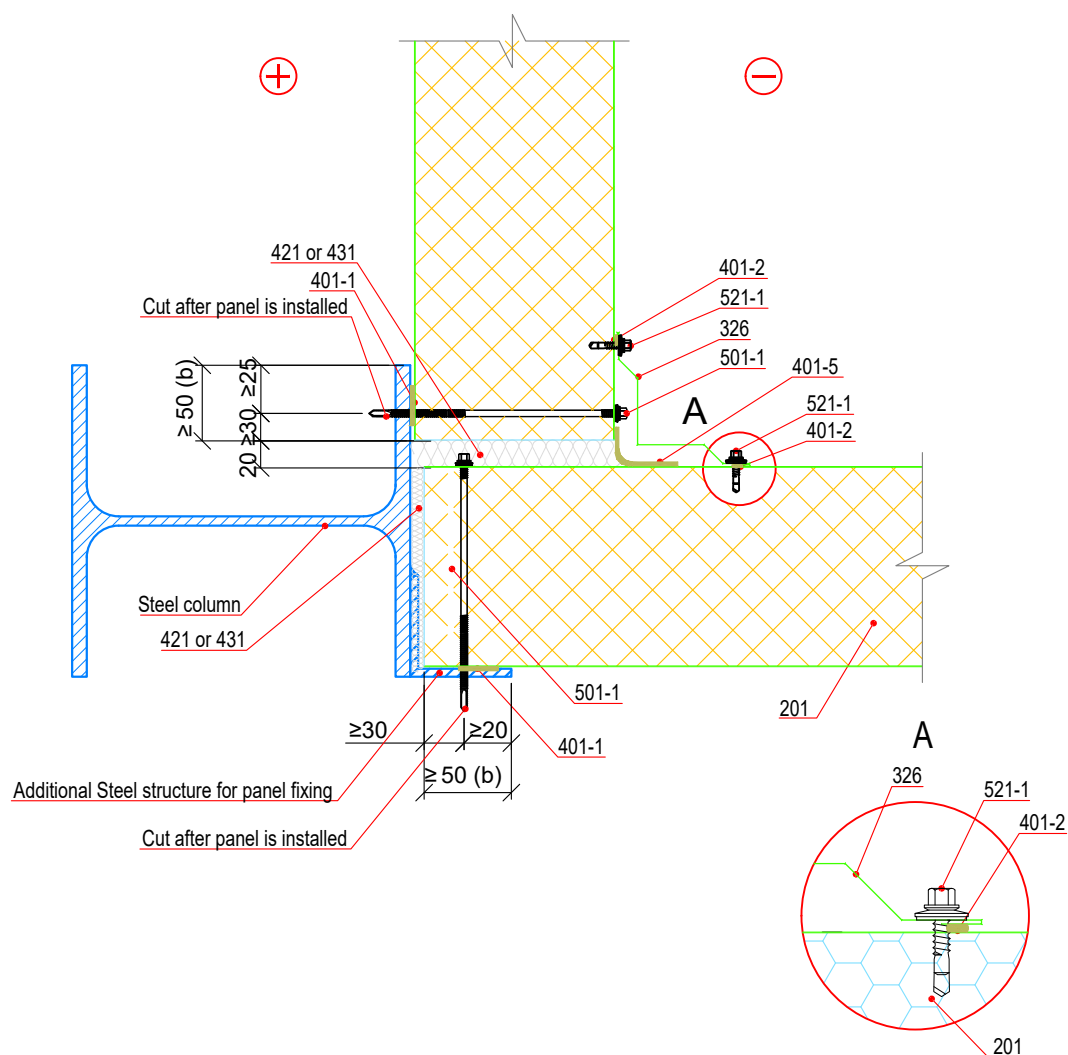 421 or 431
401-1
Cut after panel is installed
401-2
521-1
326
501-1
401-5
521-1
401-2
A
≥50 (b)
≥25
≥30
20
Steel column
421 or 431
501-1
201
≥30
≥20
401-1
≥50 (b)
Additional Steel structure for panel fixing
Cut after panel is installed
A
326
521-1
401-2
201